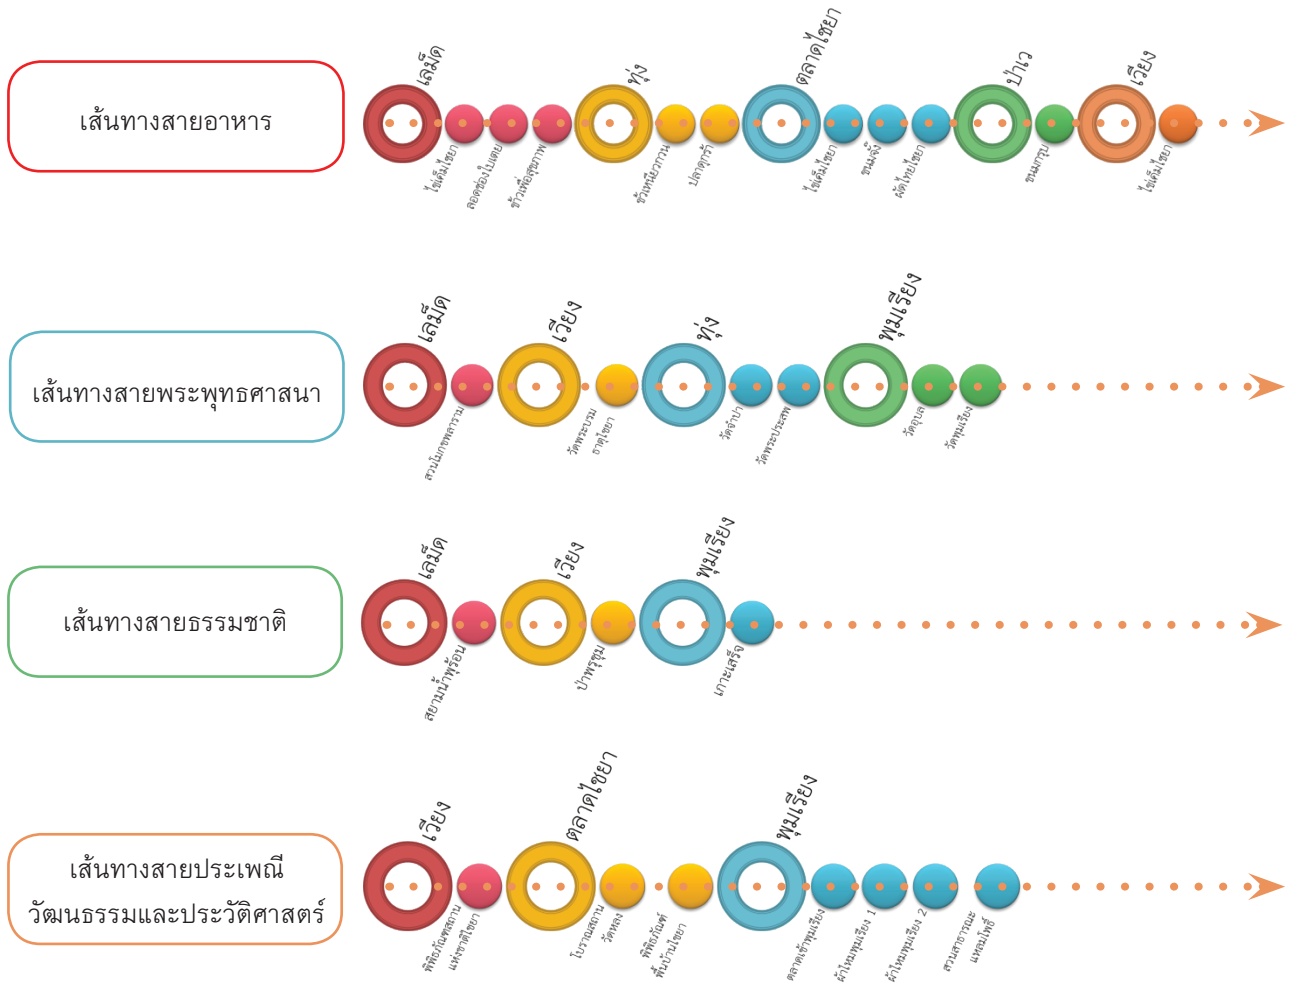 เส้นทางสายอาหาร
เลม็ด
ไข่เค็มไชยา
ลอดช่องใบเตย
ข้าวเพื่อสุขภาพ
ทุ่ง
ข้าวเหนียวกวน
ปลาดุกร้า
ตลาดไชยา
ไข่เค็มไชยา
ขนมจั้ง
ผัดไทยไชยา
ป่าเว
ขนมกรุบ
เวียง
ไข่เค็มไชยา
เส้นทางสายพระพุทธศาสนา
เลม็ด
สวนโมกขพลาราม
เวียง
วัดพระบรม
ธาตุไชยา
ทุ่ง
วัดจำปา
วัดพระประสพ
พุมเรียง
วัดอุบล
วัดพุมเรียง
เส้นทางสายธรรมชาติ
เลม็ด
สยามน้ำพุร้อน
เวียง
ป่าพรุชุม
พุมเรียง
เกาะเสร็จ
เส้นทางสายประเพณี
วัฒนธรรมและประวัติศาสตร์
เวียง
พิพิธภัณฑสถาน
แห่งชาติไชยา
ตลาดไชยา
โบราณสถาน
วัดหลง
พิพิธภัณฑ์
พื้นบ้านไชยา
พุมเรียง
ตลาดเช้าพุมเรียง
ผ้าไหมพุมเรียง 1
ผ้าไหมพุมเรียง 2
สวนสาธารณะ
แหลมโพธิ์